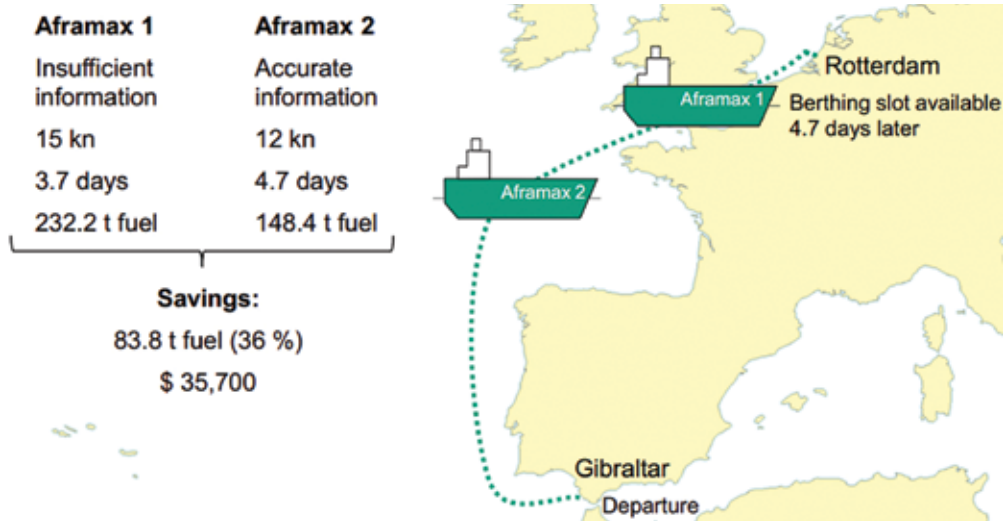 Aframax 1
Aframax 2
Insufficient
information
Accurate
information
15 kn
12 kn
3.7 days
4.7 days
232.2 t fuel
148.4 t fuel
Savings:
83.8 t fuel (36 %)
$ 35,700
Rotterdam
Aframax 1
Berthing slot available
4.7 days later
Aframax 2
Gibraltar
Departure